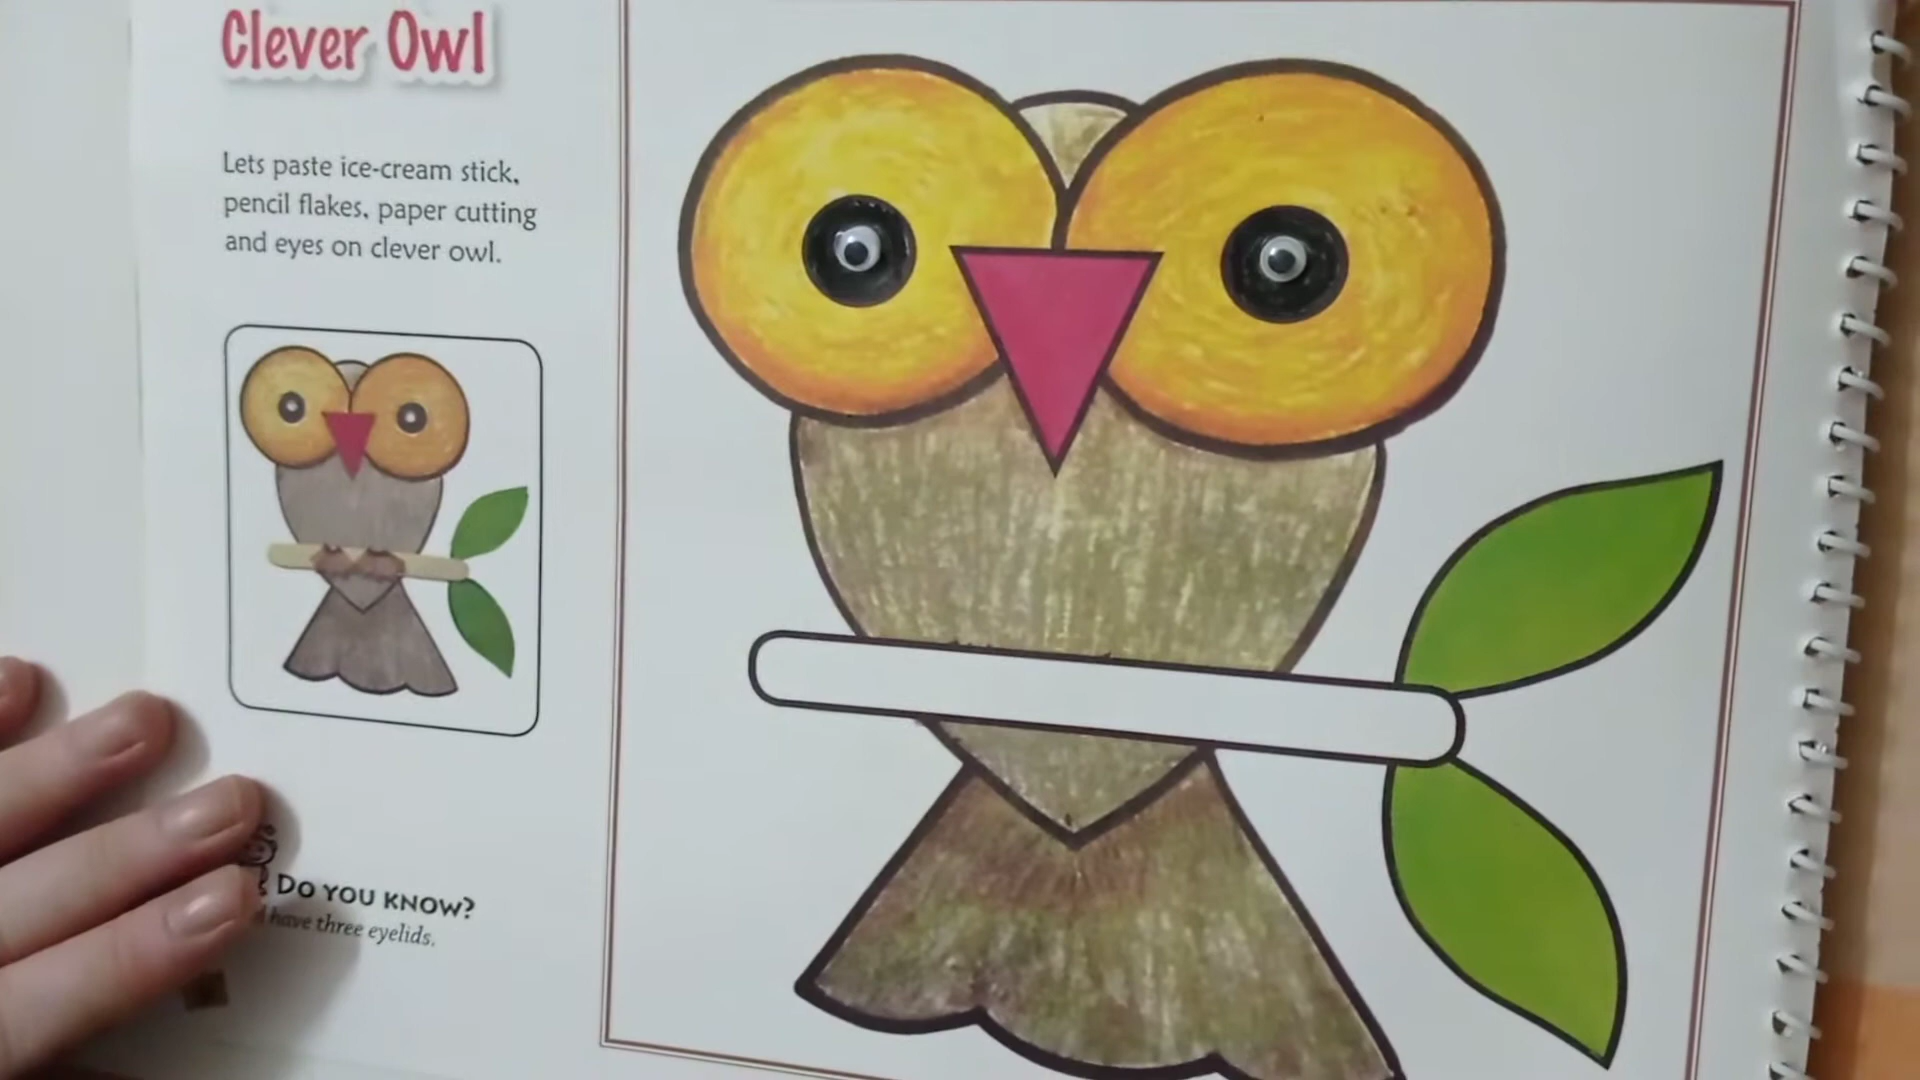 Clever Owl
Lets paste ice-cream stick,
pencil flakes, paper cutting
and eyes on clever owl.
DO YOU KNOW?
have three eyelids.